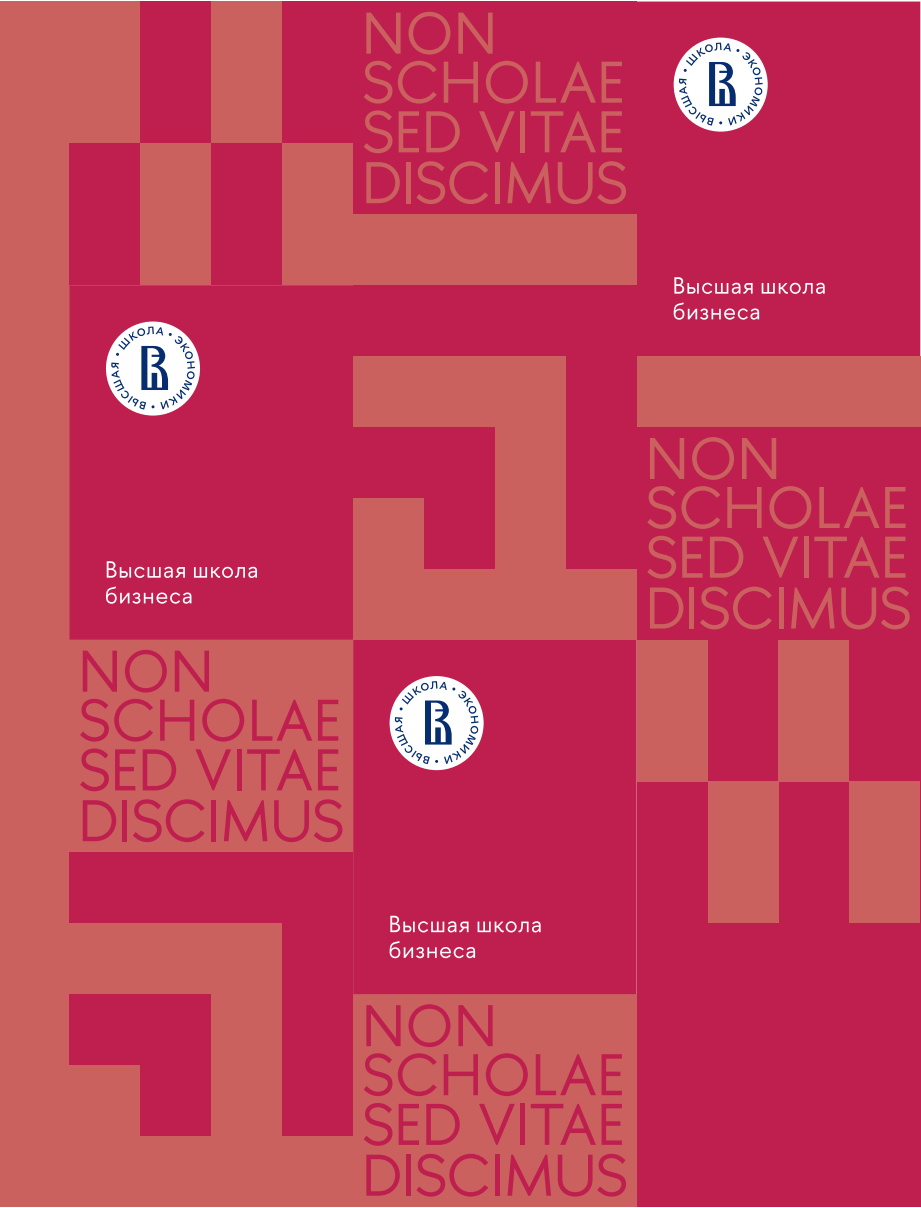 NON
SCHOLAE
SED VITAE
DISCIMUS
ВЫСШАЯ • ШКОЛА • ЭКОНОМИКИ •
Высшая школа
бизнеса
ВЫСШАЯ • ШКОЛА • ЭКОНОМИКИ •
Высшая школа
бизнеса
NON
SCHOLAE
SED VITAE
DISCIMUS
NON
SCHOLAE
SED VITAE
DISCIMUS
ВЫСШАЯ • ШКОЛА • ЭКОНОМИКИ •
Высшая школа
бизнеса
NON
SCHOLAE
SED VITAE
DISCIMUS